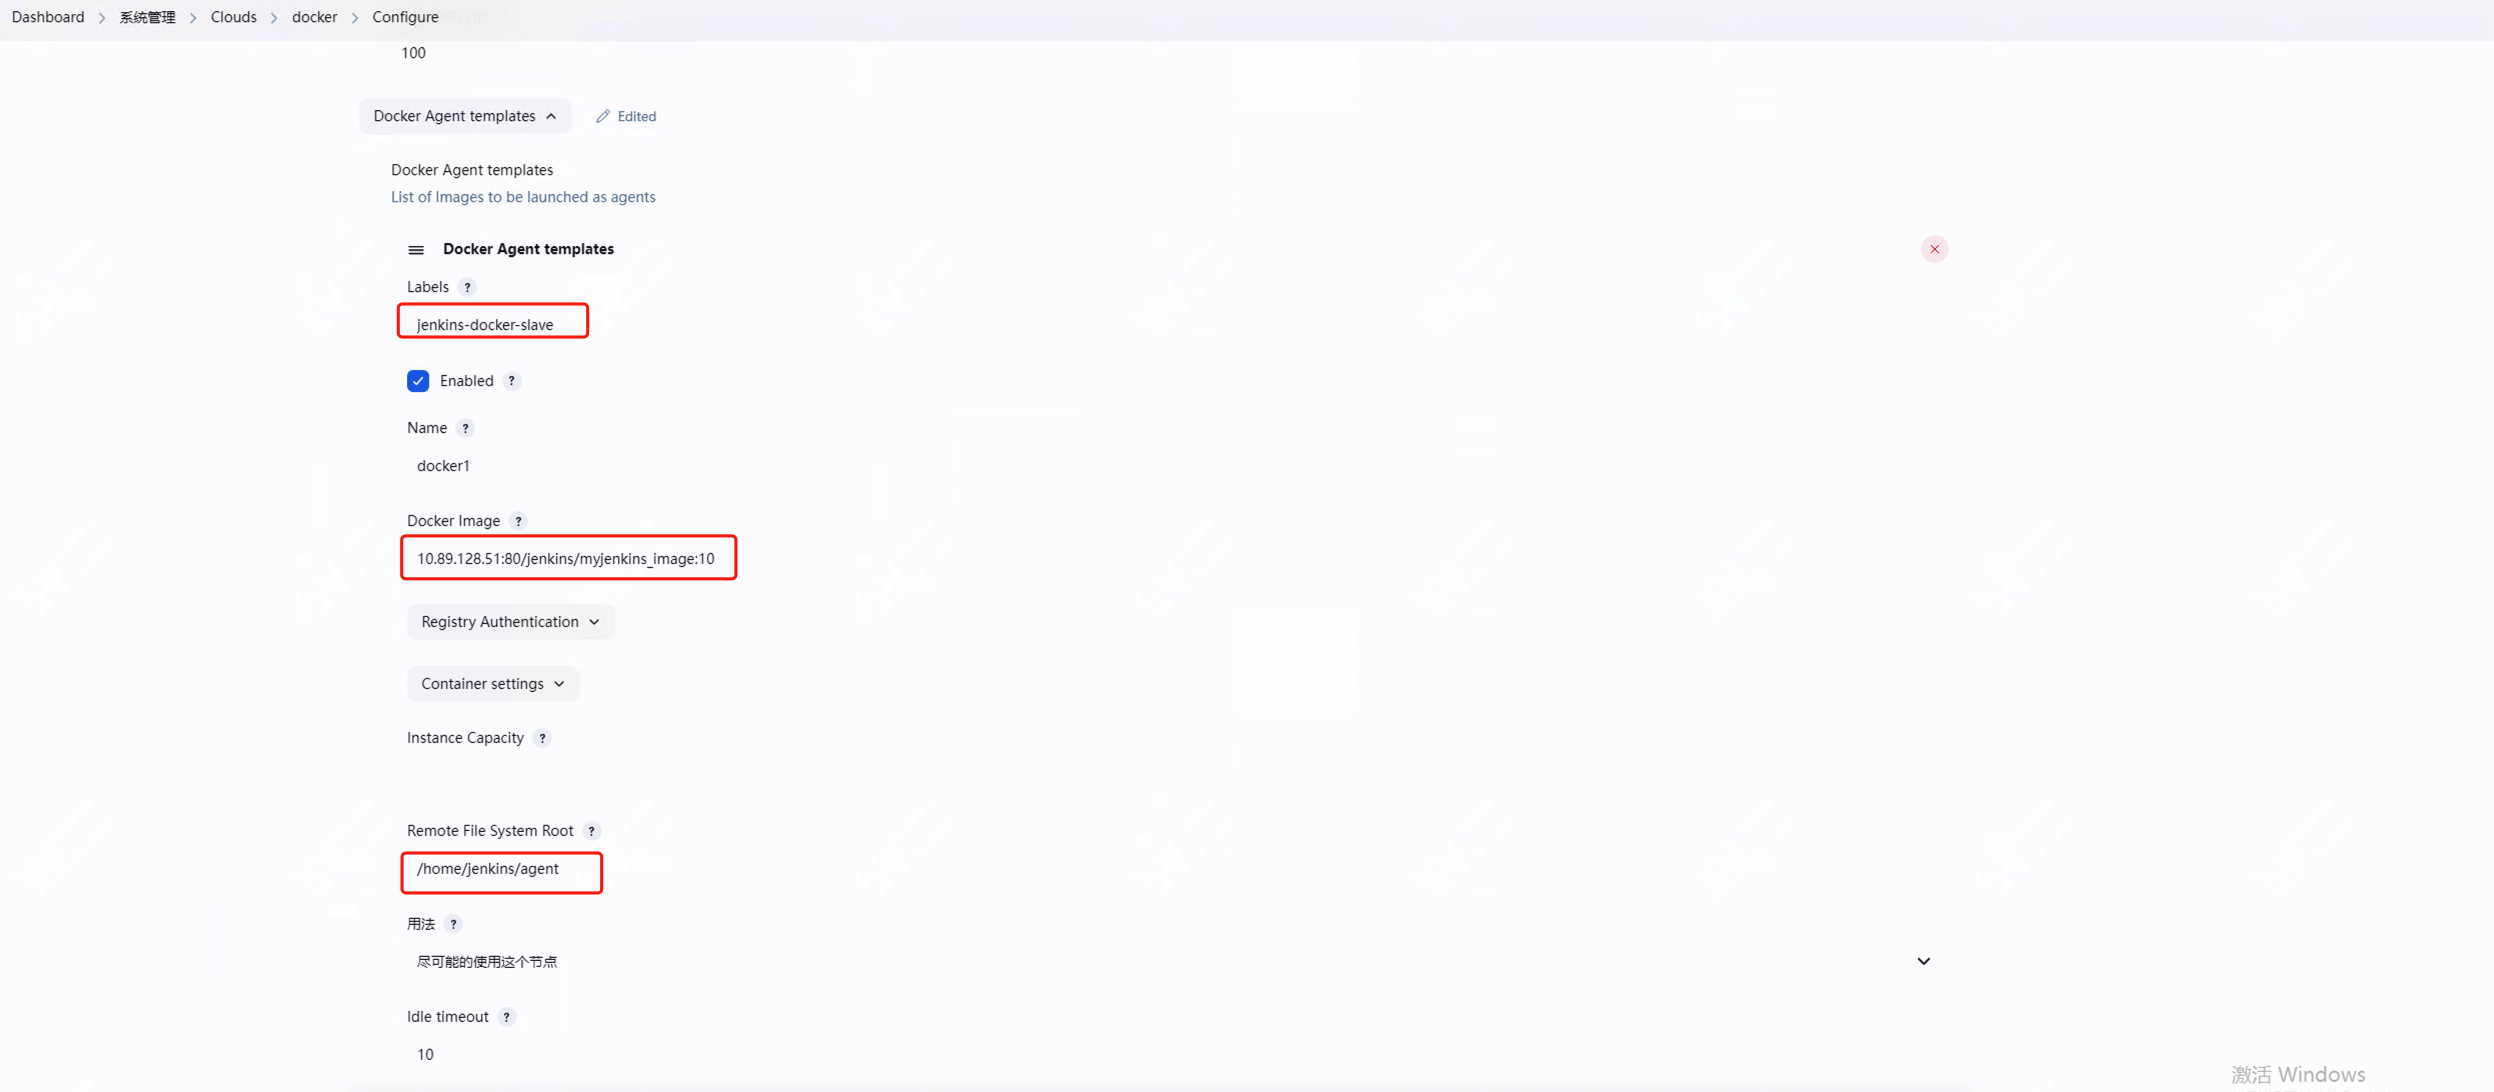 Dashboard > 系统管理 > Clouds > docker > Configure
100
Docker Agent templates Edited
Docker Agent templates
List of Images to be launched as agents
Docker Agent templates
Labels ?
jenkins-docker-slave
Enabled ?
Name ?
docker1
Docker Image ?
10.89.128.51:80/jenkins/myjenkins_image:10
Registry Authentication
Container settings
Instance Capacity ?
Remote File System Root ?
/home/jenkins/agent
用法 ?
尽可能的使用这个节点
Idle timeout ?
10
激活 Windows